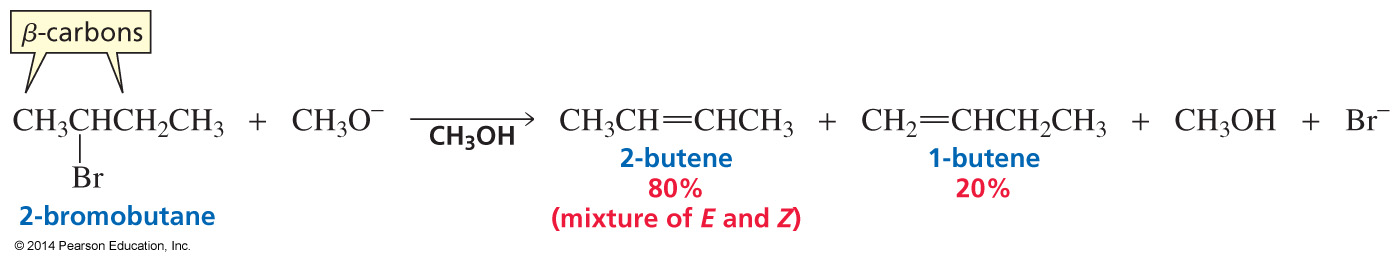 β-carbons
CH₃CHCH₂CH₃ + CH₃O⁻ CH₃CH=CHCH₃ + CH₂=CHCH₂CH₃ + CH₃OH + Br⁻
CH₃OH
Br
2-butene 1-butene
80% 20%
2-bromobutane (mixture of E and Z)
© 2014 Pearson Education, Inc.